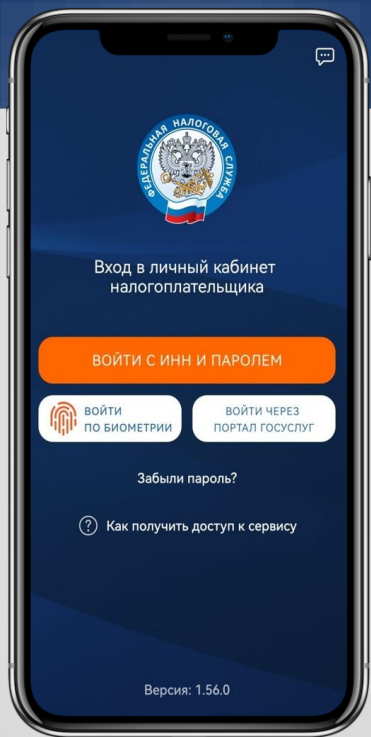 ФЕДЕРАЛЬНАЯ НАЛОГОВАЯ СЛУЖБА
Вход в личный кабинет
налогоплательщика
ВОЙТИ С ИНН И ПАРОЛЕМ
ВОЙТИ
ПО БИОМЕТРИИ
ВОЙТИ ЧЕРЕЗ
ПОРТАЛ ГОСУСЛУГ
Забыли пароль?
? Как получить доступ к сервису
Версия: 1.56.0